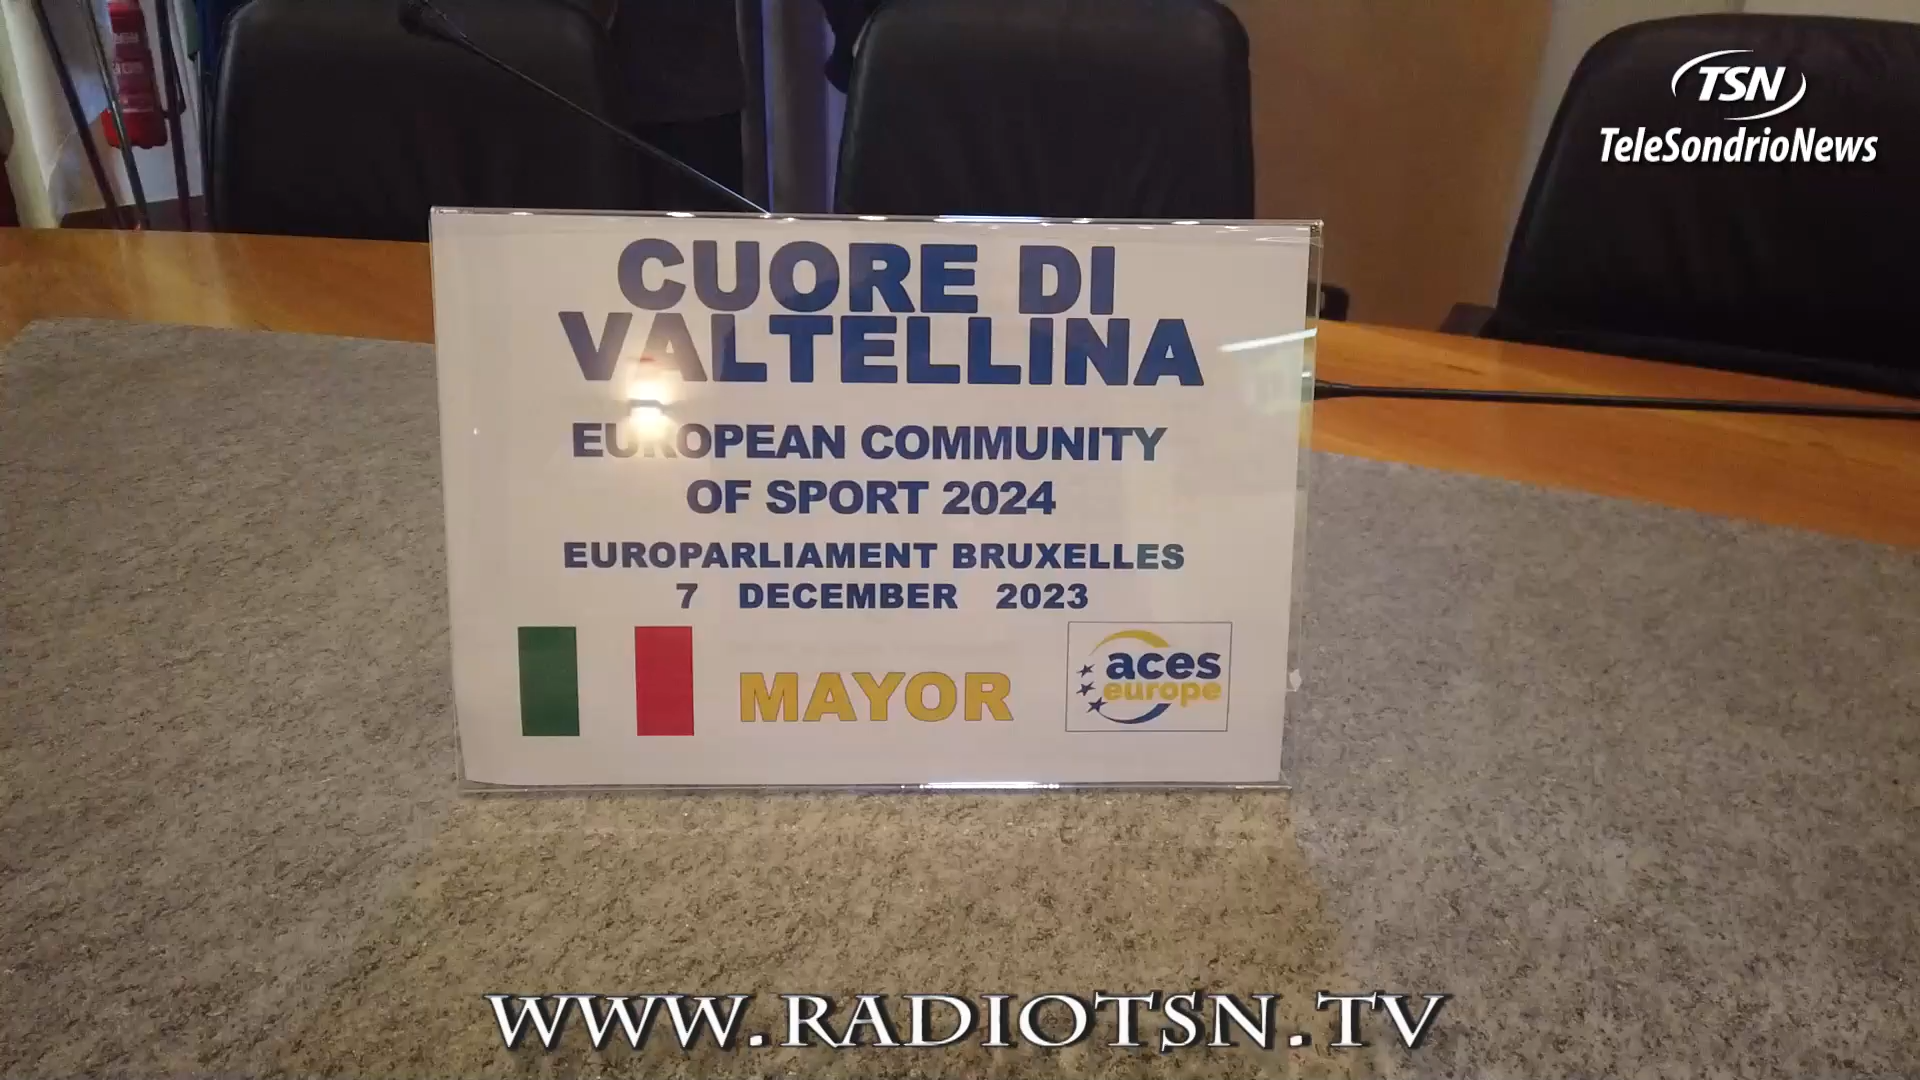 TSN
TeleSondrioNews
CUORE DI
VALTELLINA
EUROPEAN COMMUNITY
OF SPORT 2024
EUROPARLIAMENT BRUXELLES
7 DECEMBER 2023
MAYOR
aces
europe
WWW.RADIOTSN.TV